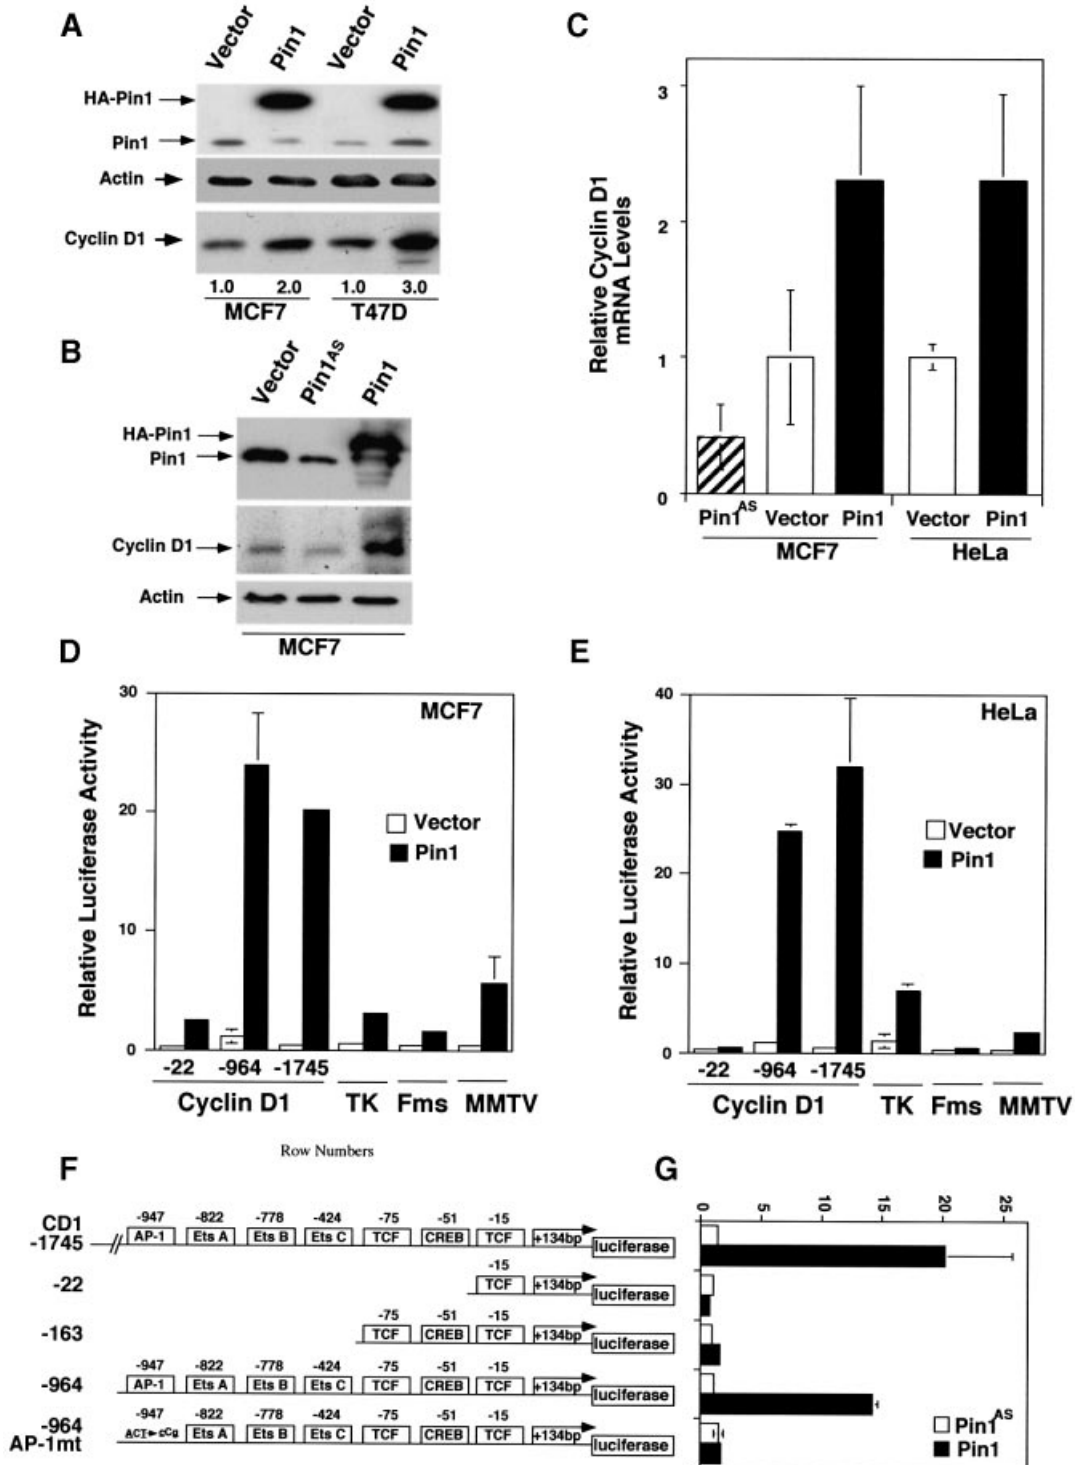 A
Vector Pin1 Vector Pin1
HA-Pin1
Pin1
Actin
Cyclin D1
1.0 2.0 1.0 3.0
MCF7 T47D
B
Vector Pin1AS Pin1
HA-Pin1
Pin1
Cyclin D1
Actin
MCF7
C
Relative Cyclin D1
mRNA Levels
3
2
1
0
Pin1AS Vector Pin1 Vector Pin1
MCF7 HeLa
D
Relative Luciferase Activity
30
20
10
0
MCF7
Vector
Pin1
-22 -964 -1745
Cyclin D1 TK Fms MMTV
E
Relative Luciferase Activity
40
30
20
10
0
HeLa
Vector
Pin1
-22 -964 -1745
Cyclin D1 TK Fms MMTV
Row Numbers
F
-947 -822 -778 -424 -75 -51 -15
CD1
-1745
AP-1 Ets A Ets B Ets C TCF CREB TCF +134bp luciferase
-15
-22 TCF +134bp luciferase
-75 -51 -15
-163 TCF CREB TCF +134bp luciferase
-947 -822 -778 -424 -75 -51 -15
-964 AP-1 Ets A Ets B Ets C TCF CREB TCF +134bp luciferase
-947 -822 -778 -424 -75 -51 -15
-964
AP-1mt
ACT cCg Ets A Ets B Ets C TCF CREB TCF +134bp luciferase
G
0 5 10 15 20 25
Pin1AS
Pin1